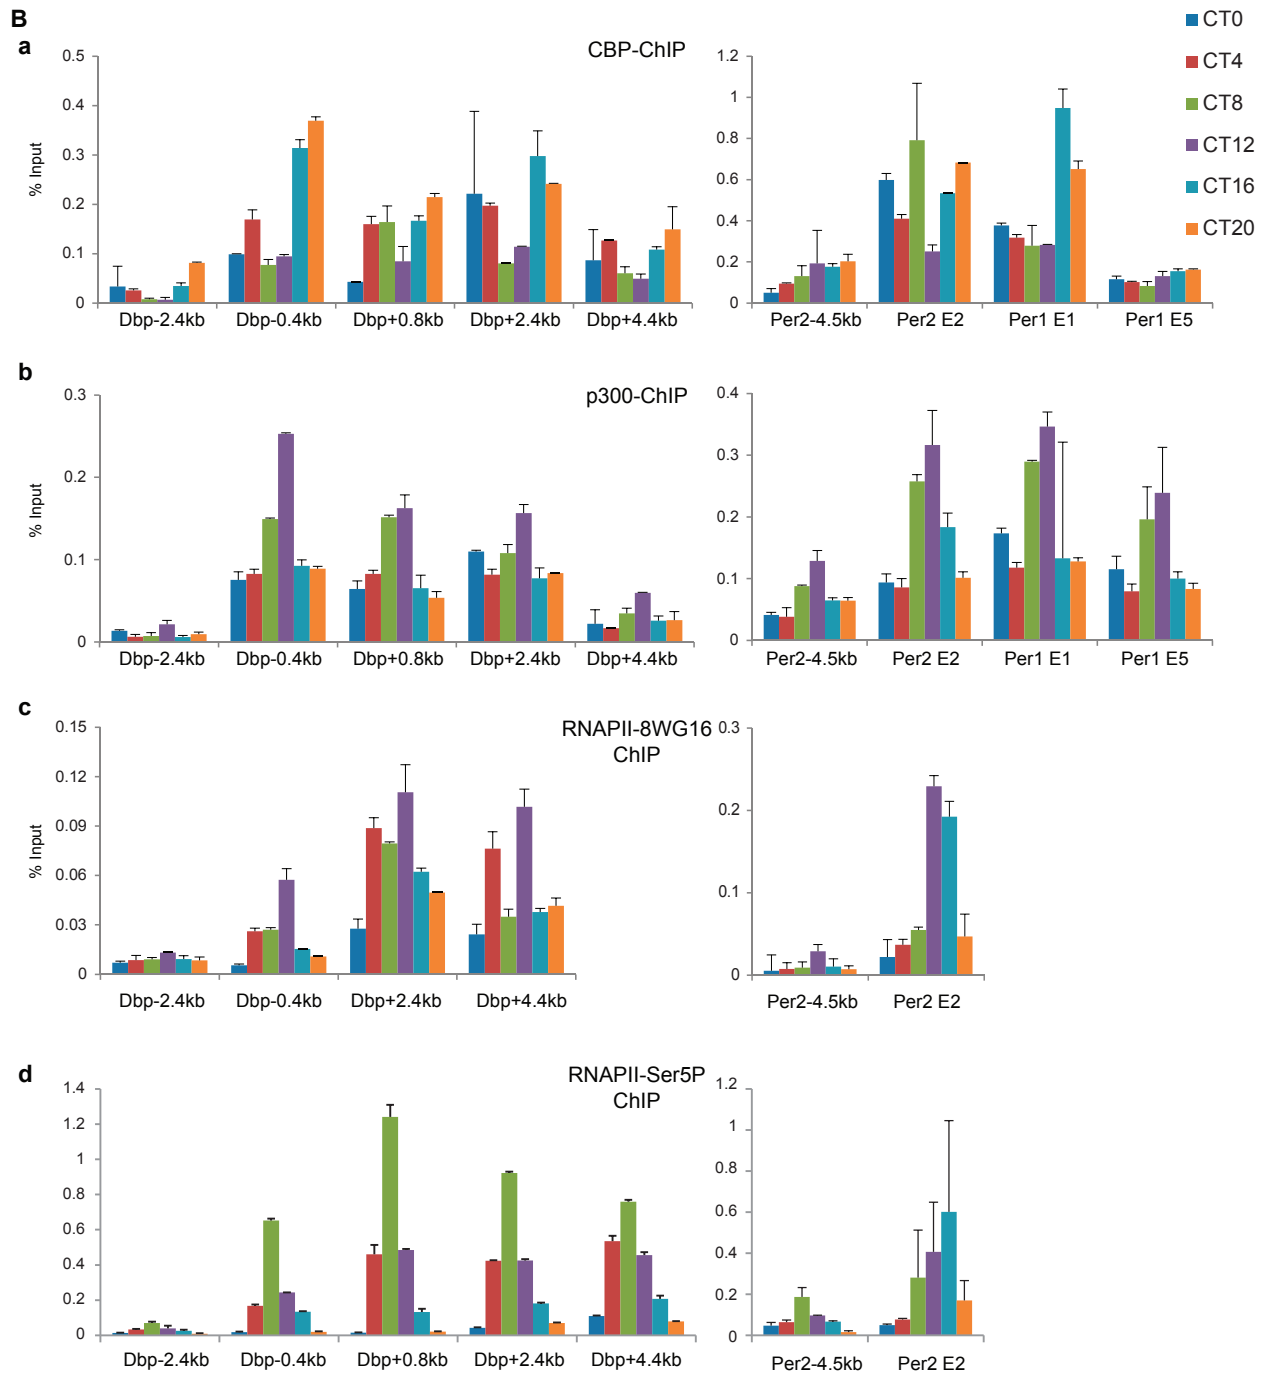 B
a
CBP-ChIP
CT0
CT4
CT8
CT12
CT16
CT20
% Input
0.5
0.4
0.3
0.2
0.1
0
Dbp-2.4kb Dbp-0.4kb Dbp+0.8kb Dbp+2.4kb Dbp+4.4kb
1.2
1
0.8
0.6
0.4
0.2
0
Per2-4.5kb Per2 E2 Per1 E1 Per1 E5
b
p300-ChIP
% Input
0.3
0.2
0.1
0
Dbp-2.4kb Dbp-0.4kb Dbp+0.8kb Dbp+2.4kb Dbp+4.4kb
0.4
0.3
0.2
0.1
0
Per2-4.5kb Per2 E2 Per1 E1 Per1 E5
c
RNAPII-8WG16
ChIP
% Input
0.15
0.12
0.09
0.06
0.03
0
Dbp-2.4kb Dbp-0.4kb Dbp+2.4kb Dbp+4.4kb
0.3
0.2
0.1
0
Per2-4.5kb Per2 E2
d
RNAPII-Ser5P
ChIP
1.4
1.2
1
0.8
0.6
0.4
0.2
0
Dbp-2.4kb Dbp-0.4kb Dbp+0.8kb Dbp+2.4kb Dbp+4.4kb
1.2
1
0.8
0.6
0.4
0.2
0
Per2-4.5kb Per2 E2